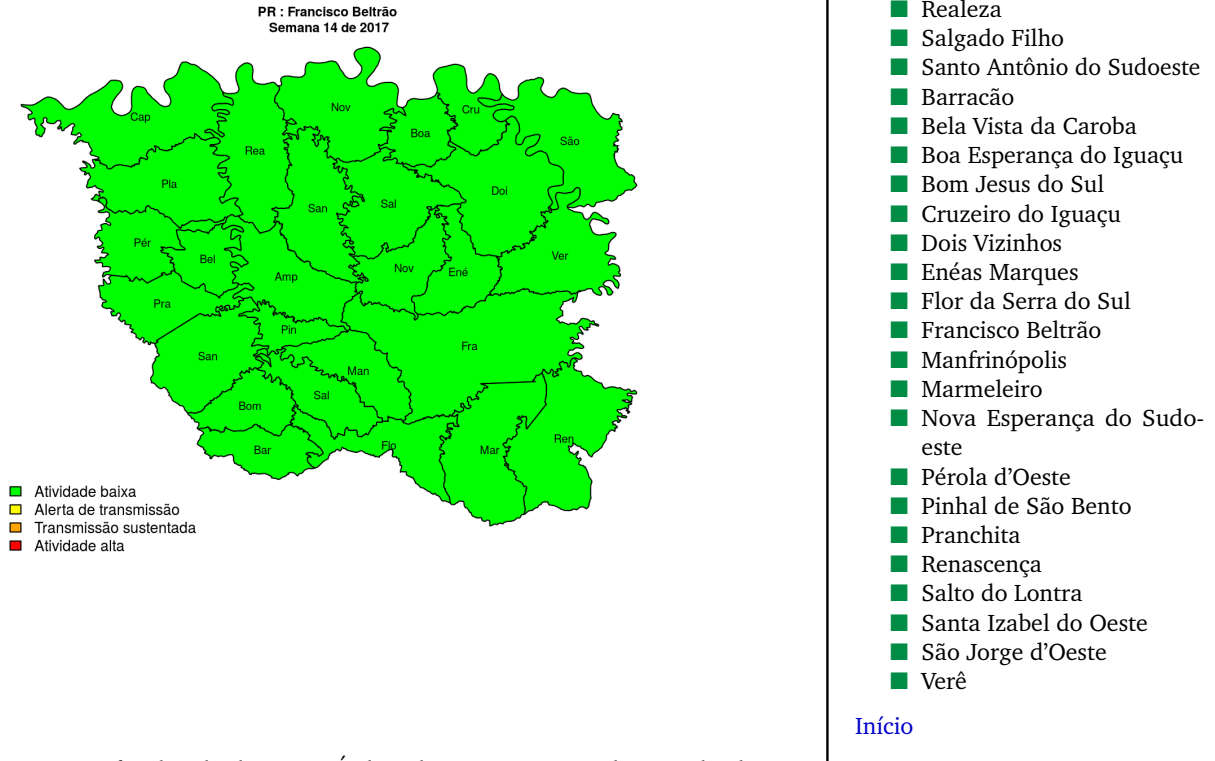 PR : Francisco Beltrão
Semana 14 de 2017
Cap
Nov
Cru
Boa
São
Rea
Pla
Doi
San
Sal
Pér
Bel
Ver
Nov
Ené
Amp
Pra
Pin
Fra
San
Man
Sal
Bom
Ren
Flo
Bar
Mar
Atividade baixa
Alerta de transmissão
Transmissão sustentada
Atividade alta
Realeza
Salgado Filho
Santo Antônio do Sudoeste
Barracão
Bela Vista da Caroba
Boa Esperança do Iguaçu
Bom Jesus do Sul
Cruzeiro do Iguaçu
Dois Vizinhos
Enéas Marques
Flor da Serra do Sul
Francisco Beltrão
Manfrinópolis
Marmeleiro
Nova Esperança do Sudo-
este
Pérola d'Oeste
Pinhal de São Bento
Pranchita
Renascença
Salto do Lontra
Santa Izabel do Oeste
São Jorge d'Oeste
Verê
Início